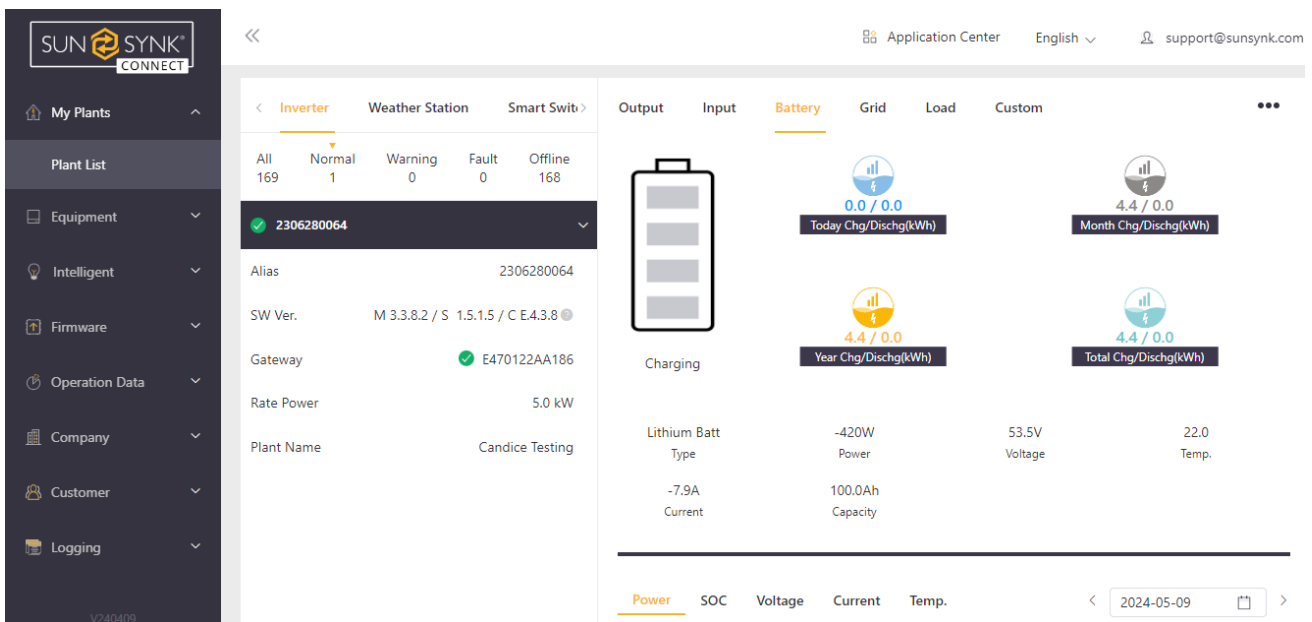 SUN SYNK®
CONNECT
My Plants
Plant List
Equipment
Intelligent
Firmware
Operation Data
Company
Customer
Logging
V240409
Application Center English support@sunsynk.com
Inverter Weather Station Smart Swit
All Normal Warning Fault Offline
169 1 0 0 168
2306280064
Alias 2306280064
SW Ver. M 3.3.8.2 / S 1.5.1.5 / C E.4.3.8
Gateway E470122AA186
Rate Power 5.0 kW
Plant Name Candice Testing
Output Input Battery Grid Load Custom
Charging
0.0 / 0.0
Today Chg/Dischg(kWh)
4.4 / 0.0
Month Chg/Dischg(kWh)
4.4 / 0.0
Year Chg/Dischg(kWh)
4.4 / 0.0
Total Chg/Dischg(kWh)
Lithium Batt -420W 53.5V 22.0
Type Power Voltage Temp.
-7.9A 100.0Ah
Current Capacity
Power SOC Voltage Current Temp. 2024-05-09